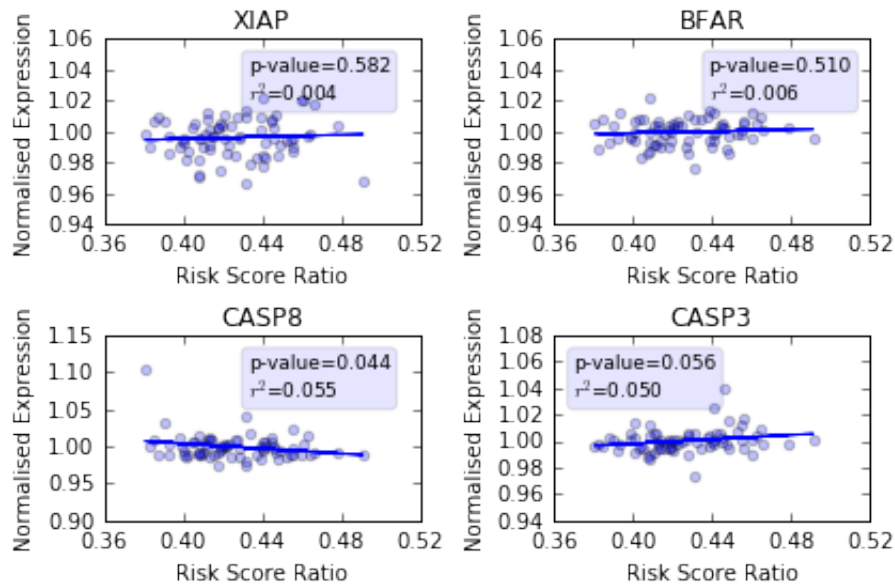 XIAP
1.06
1.04
1.02
1.00
0.98
0.96
0.94
Normalised Expression
p-value=0.582
r²=0.004
0.36 0.40 0.44 0.48 0.52
Risk Score Ratio
BFAR
1.06
1.04
1.02
1.00
0.98
0.96
0.94
Normalised Expression
p-value=0.510
r²=0.006
0.36 0.40 0.44 0.48 0.52
Risk Score Ratio
CASP8
1.15
1.10
1.05
1.00
0.95
0.90
Normalised Expression
p-value=0.044
r²=0.055
0.36 0.40 0.44 0.48 0.52
Risk Score Ratio
CASP3
1.08
1.06
1.04
1.02
1.00
0.98
0.96
0.94
Normalised Expression
p-value=0.056
r²=0.050
0.36 0.40 0.44 0.48 0.52
Risk Score Ratio